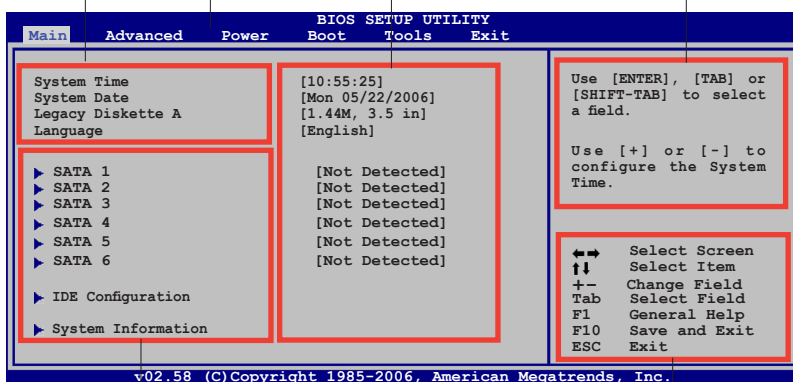 BIOS SETUP UTILITY
Main Advanced Power Boot Tools Exit
System Time [10:55:25]
System Date [Mon 05/22/2006]
Legacy Diskette A [1.44M, 3.5 in]
Language [English]
SATA 1 [Not Detected]
SATA 2 [Not Detected]
SATA 3 [Not Detected]
SATA 4 [Not Detected]
SATA 5 [Not Detected]
SATA 6 [Not Detected]
IDE Configuration
System Information
Use [ENTER], [TAB] or
[SHIFT-TAB] to select
a field.
Use [+] or [-] to
configure the System
Time.
←→ Select Screen
↑↓ Select Item
+- Change Field
Tab Select Field
F1 General Help
F10 Save and Exit
ESC Exit
v02.58 (C)Copyright 1985-2006, American Megatrends, Inc.